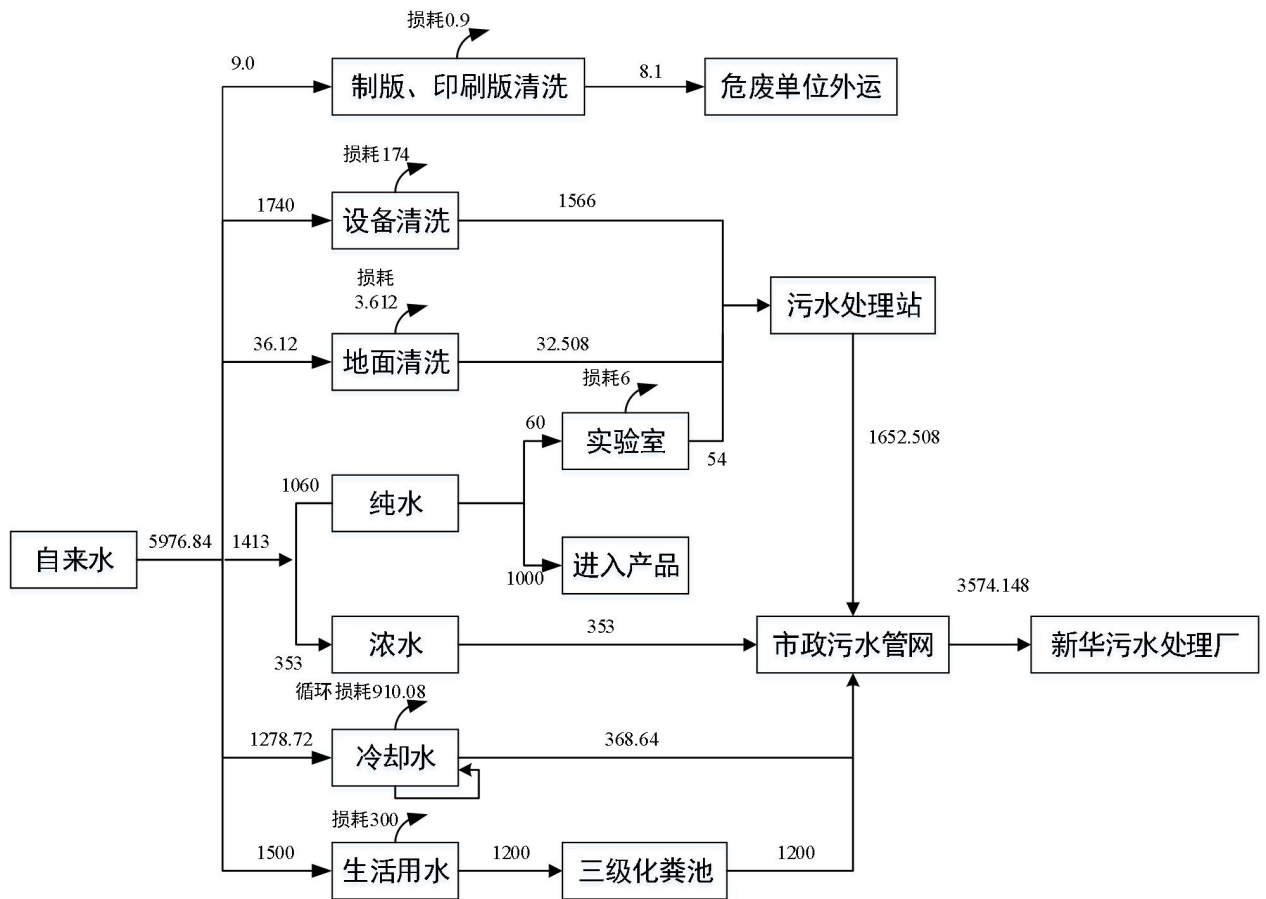 损耗0.9
9.0
制版、印刷版清洗
8.1
危废单位外运
损耗174
1740
设备清洗
1566
损耗
3.612
污水处理站
36.12
地面清洗
32.508
损耗6
60
实验室
54
1652.508
1060
纯水
自来水
5976.84
1413
1000
进入产品
3574.148
353
浓水
353
市政污水管网
新华污水处理厂
循环损耗910.08
1278.72
冷却水
368.64
损耗300
1500
生活用水
1200
三级化粪池
1200